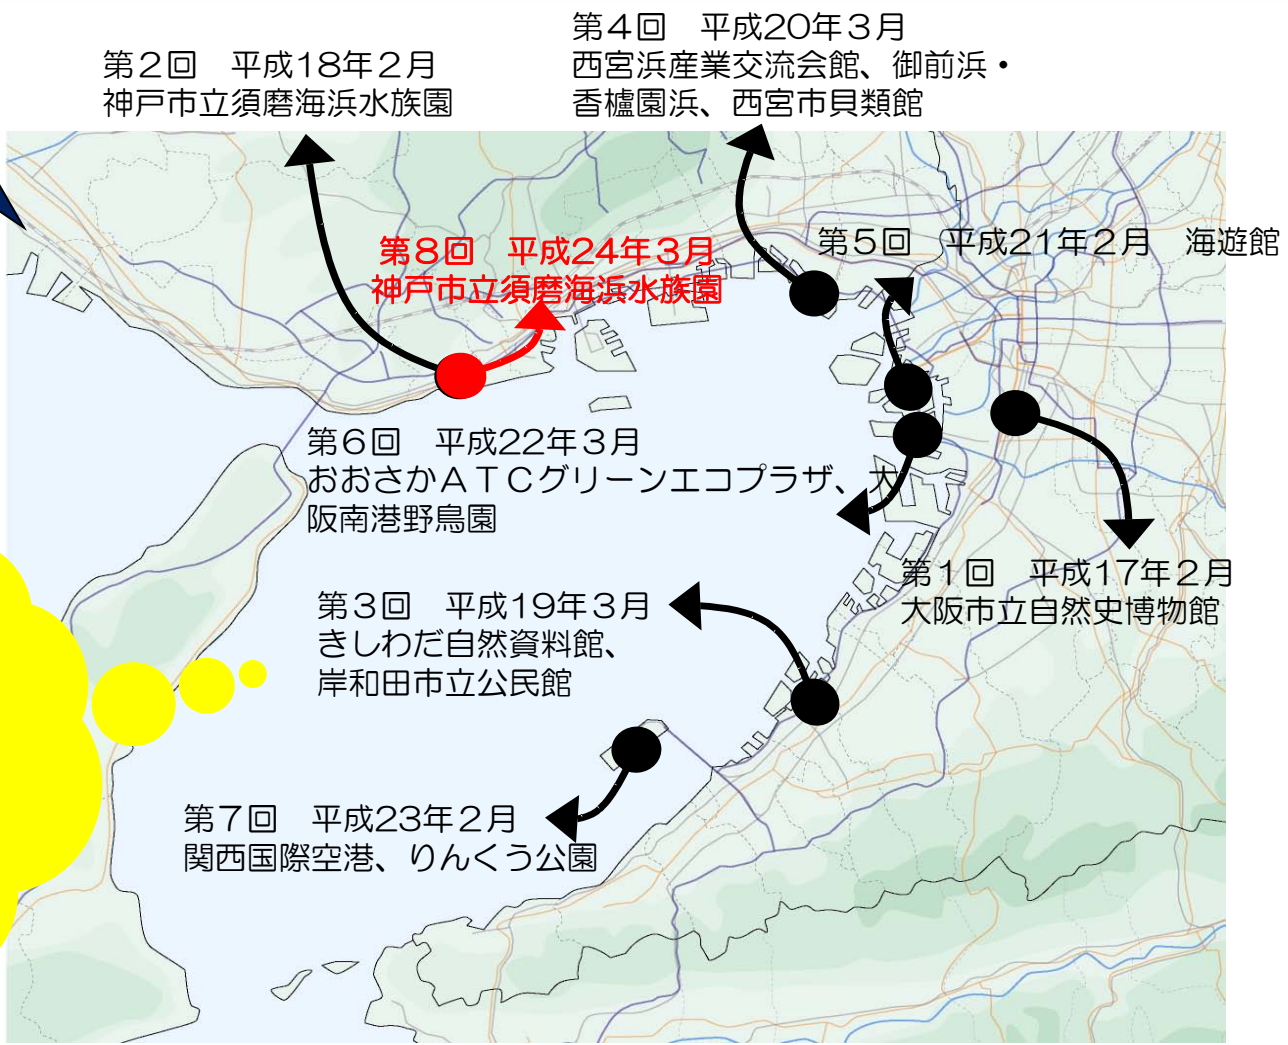 第４回　平成20年３月
西宮浜産業交流会館、御前浜・
香櫨園浜、西宮市貝類館
第２回　平成18年２月
神戸市立須磨海浜水族園
第８回　平成24年３月
神戸市立須磨海浜水族園
第５回　平成21年２月　海遊館
第６回　平成22年３月
おおさかＡＴＣグリーンエコプラザ、大
阪南港野鳥園
第１回　平成17年２月
大阪市立自然史博物館
第３回　平成19年３月
きしわだ自然資料館、
岸和田市立公民館
第７回　平成23年２月
関西国際空港、りんくう公園